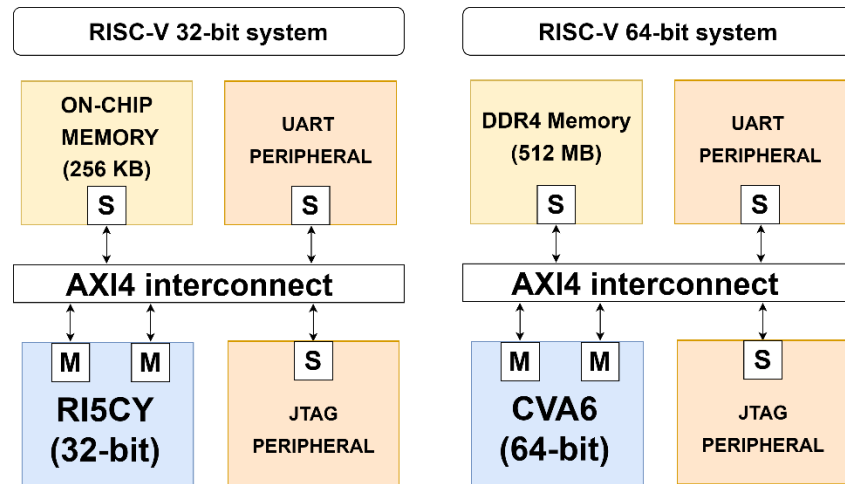 RISC-V 32-bit system
ON-CHIP
MEMORY
(256 KB)
S
UART
PERIPHERAL
S
AXI4 interconnect
M
M
RI5CY
(32-bit)
S
JTAG
PERIPHERAL
RISC-V 64-bit system
DDR4 Memory
(512 MB)
S
UART
PERIPHERAL
S
AXI4 interconnect
M
M
CVA6
(64-bit)
S
JTAG
PERIPHERAL